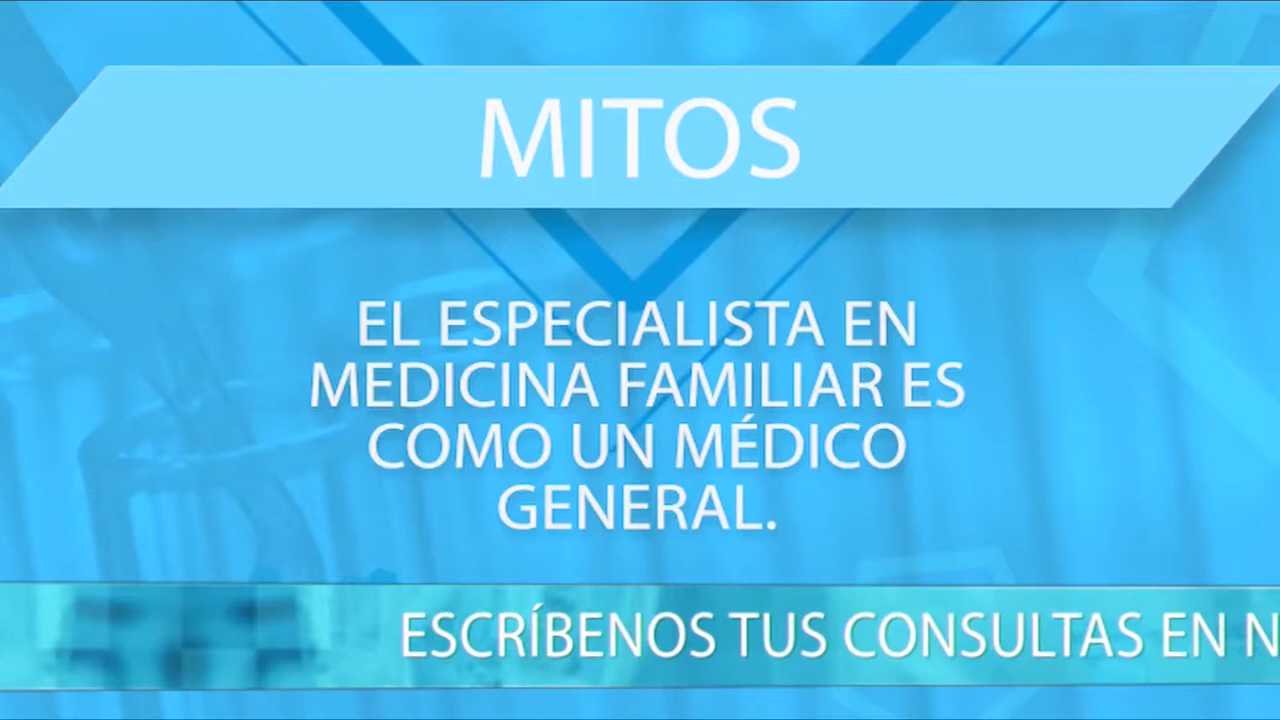 MITOS
EL ESPECIALISTA EN
MEDICINA FAMILIAR ES
COMO UN MÉDICO
GENERAL.
ESCRÍBENOS TUS CONSULTAS EN N